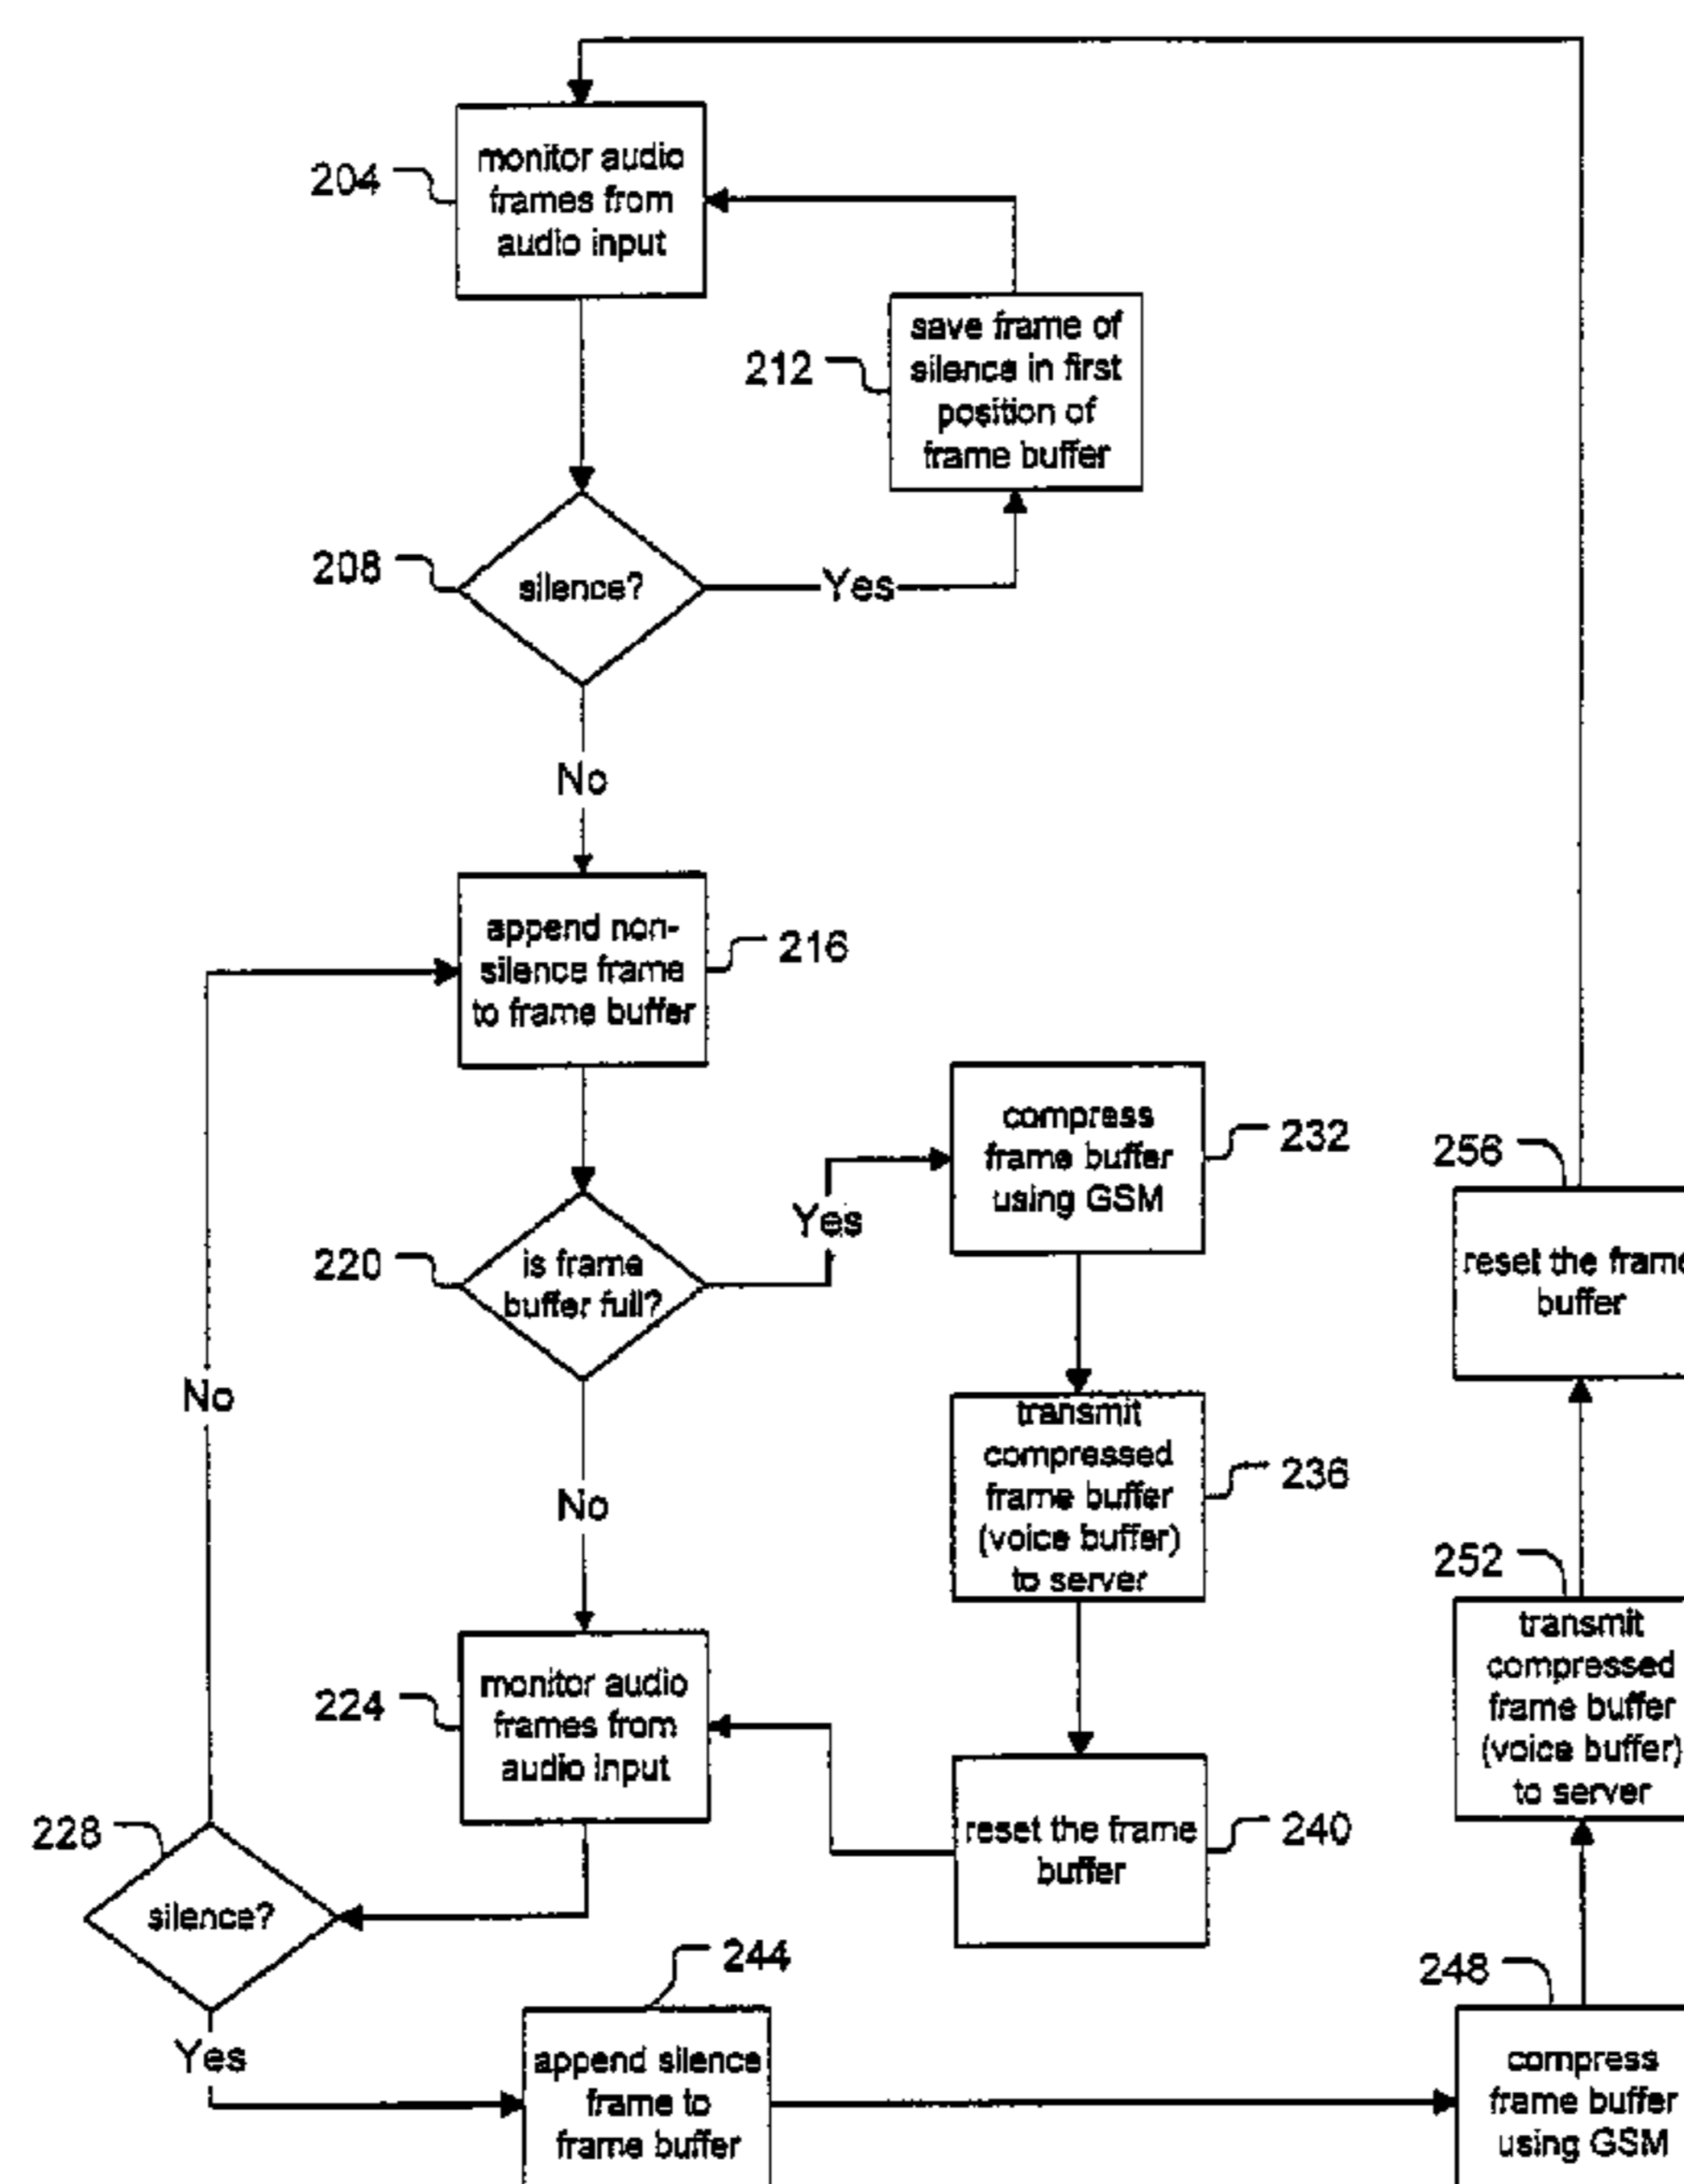 204
monitor audio
frames from
audio input
212
save frame of
silence in first
position of
frame buffer
208
silence?
Yes
No
append non-
silence frame
to frame buffer
216
compress
frame buffer
using GSM
232
256
reset the frame
buffer
220
is frame
buffer full?
Yes
No
No
transmit
compressed
frame buffer
(voice buffer)
to server
236
252
transmit
compressed
frame buffer
(voice buffer)
to server
224
monitor audio
frames from
audio input
228
silence?
reset the frame
buffer
240
244
248
Yes
append silence
frame to
frame buffer
compress
frame buffer
using GSM